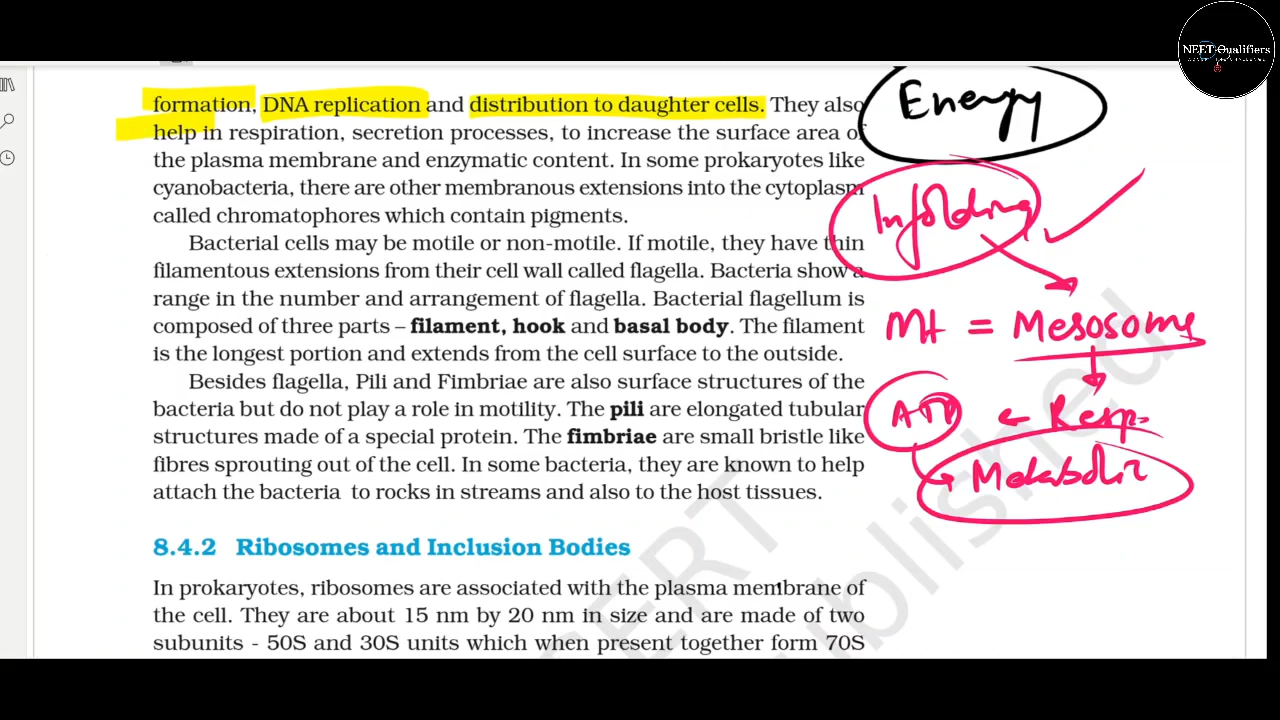 NEET Qualifiers
formation, DNA replication and distribution to daughter cells. They also
help in respiration, secretion processes, to increase the surface area of
the plasma membrane and enzymatic content. In some prokaryotes like
cyanobacteria, there are other membranous extensions into the cytoplasm
called chromatophores which contain pigments.
Bacterial cells may be motile or non-motile. If motile, they have thin
filamentous extensions from their cell wall called flagella. Bacteria show a
range in the number and arrangement of flagella. Bacterial flagellum is
composed of three parts – filament, hook and basal body. The filament
is the longest portion and extends from the cell surface to the outside.
Besides flagella, Pili and Fimbriae are also surface structures of the
bacteria but do not play a role in motility. The pili are elongated tubular
structures made of a special protein. The fimbriae are small bristle like
fibres sprouting out of the cell. In some bacteria, they are known to help
attach the bacteria to rocks in streams and also to the host tissues.
8.4.2 Ribosomes and Inclusion Bodies
In prokaryotes, ribosomes are associated with the plasma membrane of
the cell. They are about 15 nm by 20 nm in size and are made of two
subunits - 50S and 30S units which when present together form 70S
Energy
Infolding
Mt = Mesosome
ATP ← Resp.
Metabolic